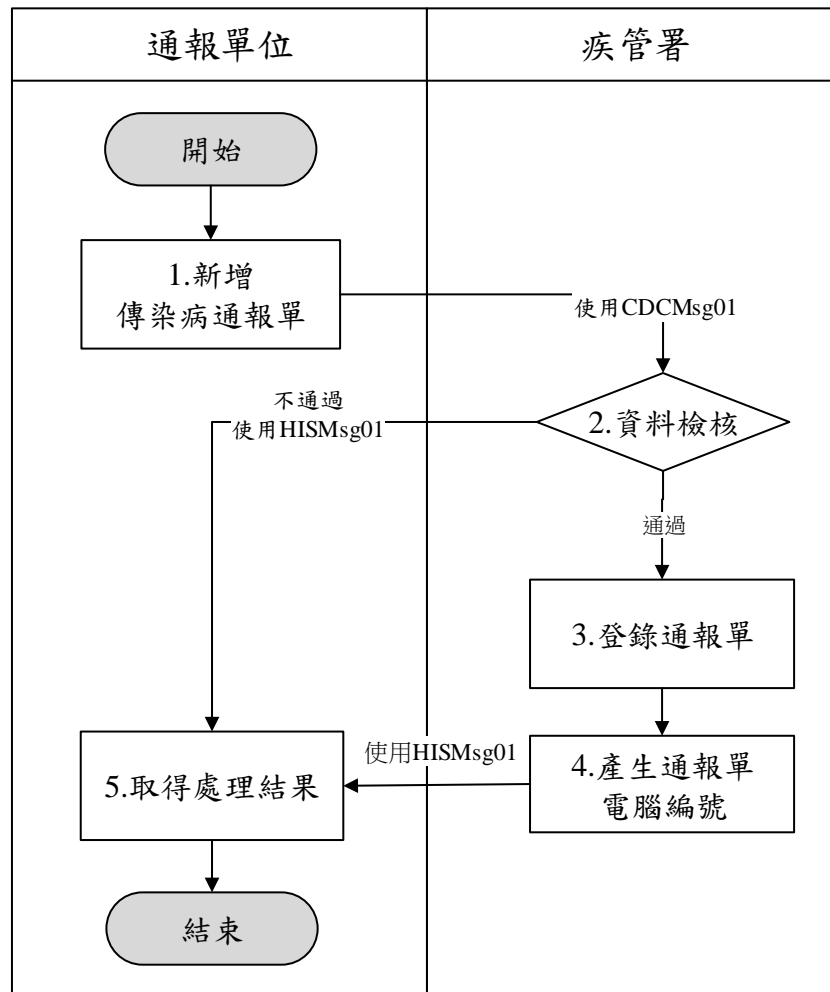 通報單位
疾管署
開始
1.新增
傳染病通報單
使用CDCMsg01
2.資料檢核
不通過
使用HISMsg01
通過
3.登錄通報單
4.產生通報單
電腦編號
使用HISMsg01
5.取得處理結果
結束